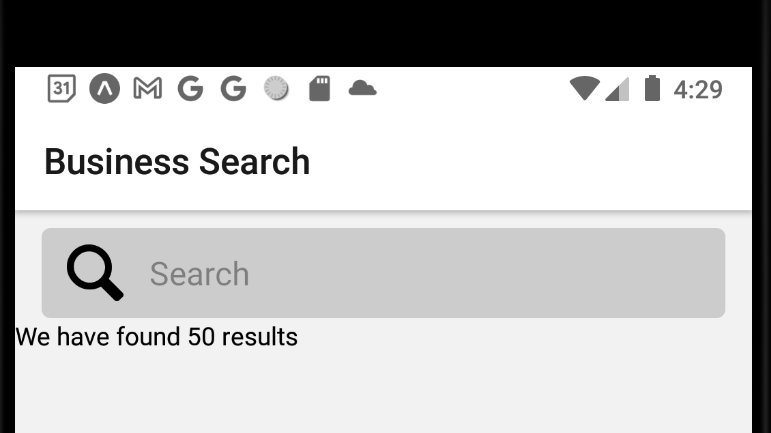 31 4:29
Business Search
Search
We have found 50 results